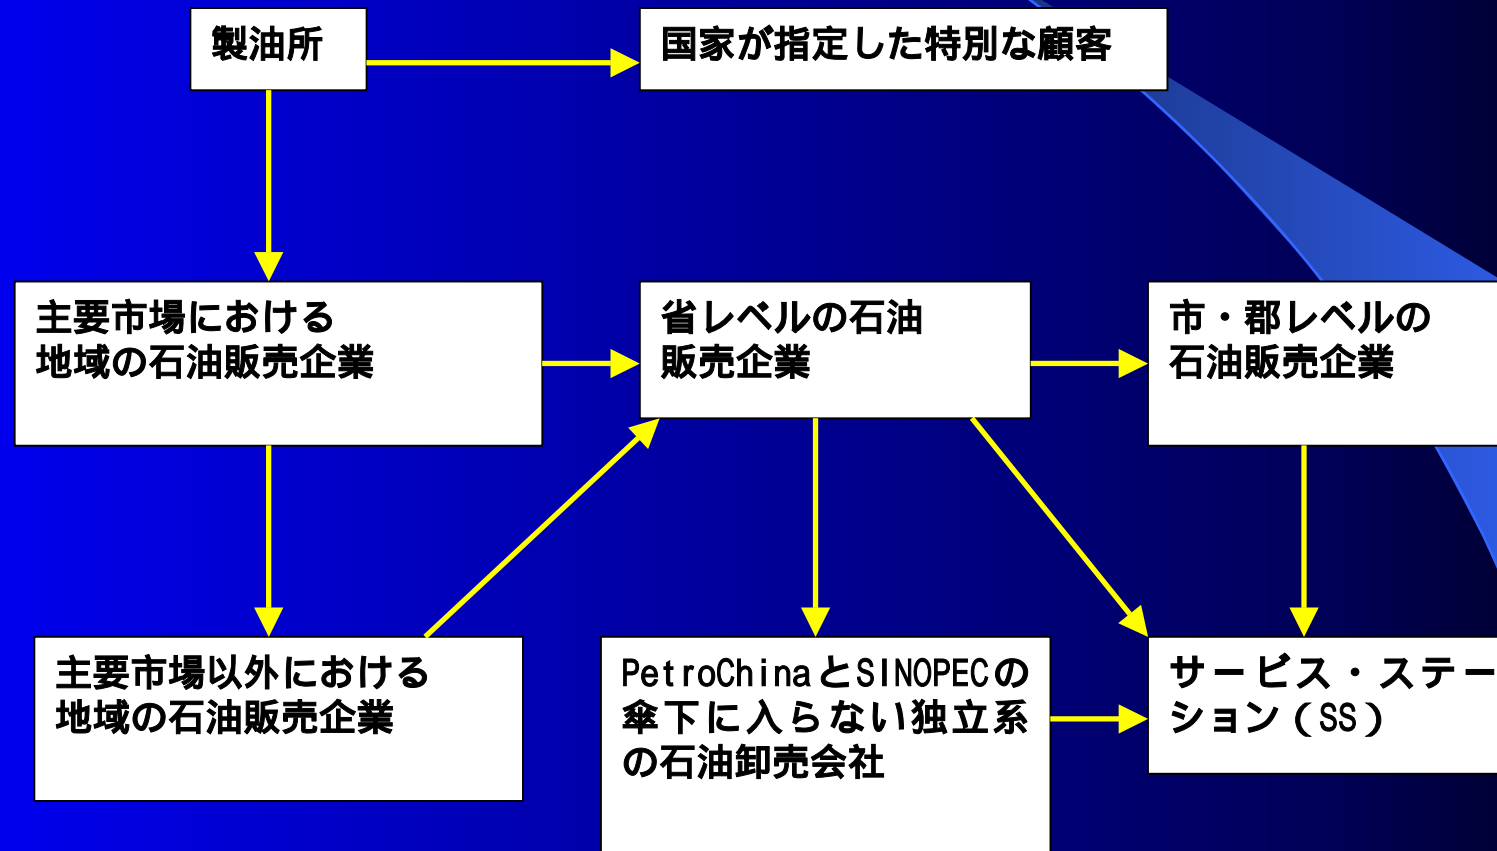 製油所
国家が指定した特別な顧客
主要市場における
地域の石油販売企業
省レベルの石油
販売企業
市・郡レベルの
石油販売企業
主要市場以外における
地域の石油販売企業
PetroChinaとSINOPECの
傘下に入らない独立系
の石油卸売会社
サービス・ステー
ション（SS）